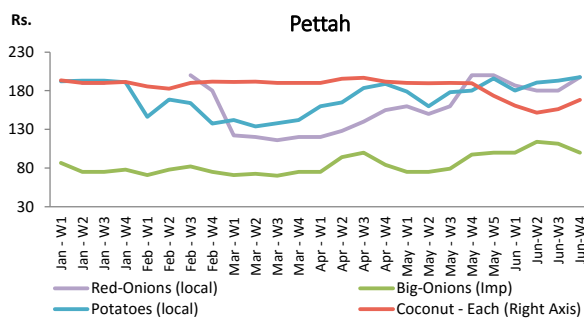 Rs.
Pettah
230
180
130
80
30
Jan - W1
Jan - W2
Jan - W3
Jan - W4
Feb - W1
Feb - W2
Feb - W3
Feb - W4
Mar - W1
Mar - W2
Mar - W3
Mar - W4
Apr - W1
Apr - W2
Apr - W3
Apr - W4
May - W1
May - W2
May - W3
May - W4
May - W5
Jun - W1
Jun-W2
Jun-W3
Jun-W4
Red-Onions (local)
Big-Onions (Imp)
Potatoes (local)
Coconut - Each (Right Axis)